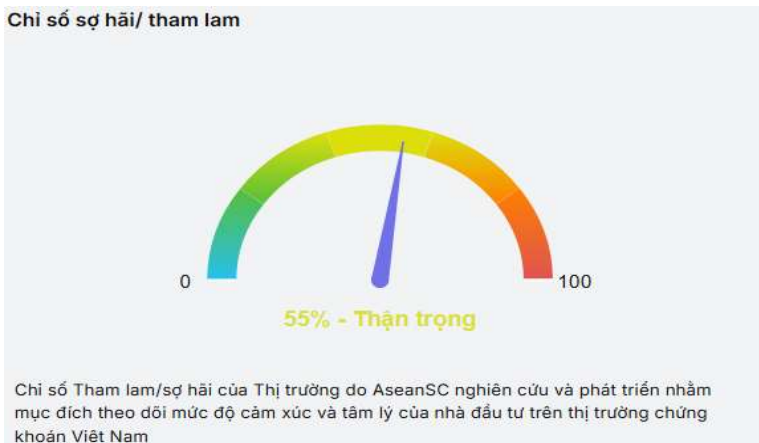 Chỉ số sợ hãi/ tham lam
0
100
55% - Thận trọng
Chỉ số Tham lam/sợ hãi của Thị trường do AseanSC nghiên cứu và phát triển nhằm
mục đích theo dõi mức độ cảm xúc và tâm lý của nhà đầu tư trên thị trường chứng
khoán Việt Nam